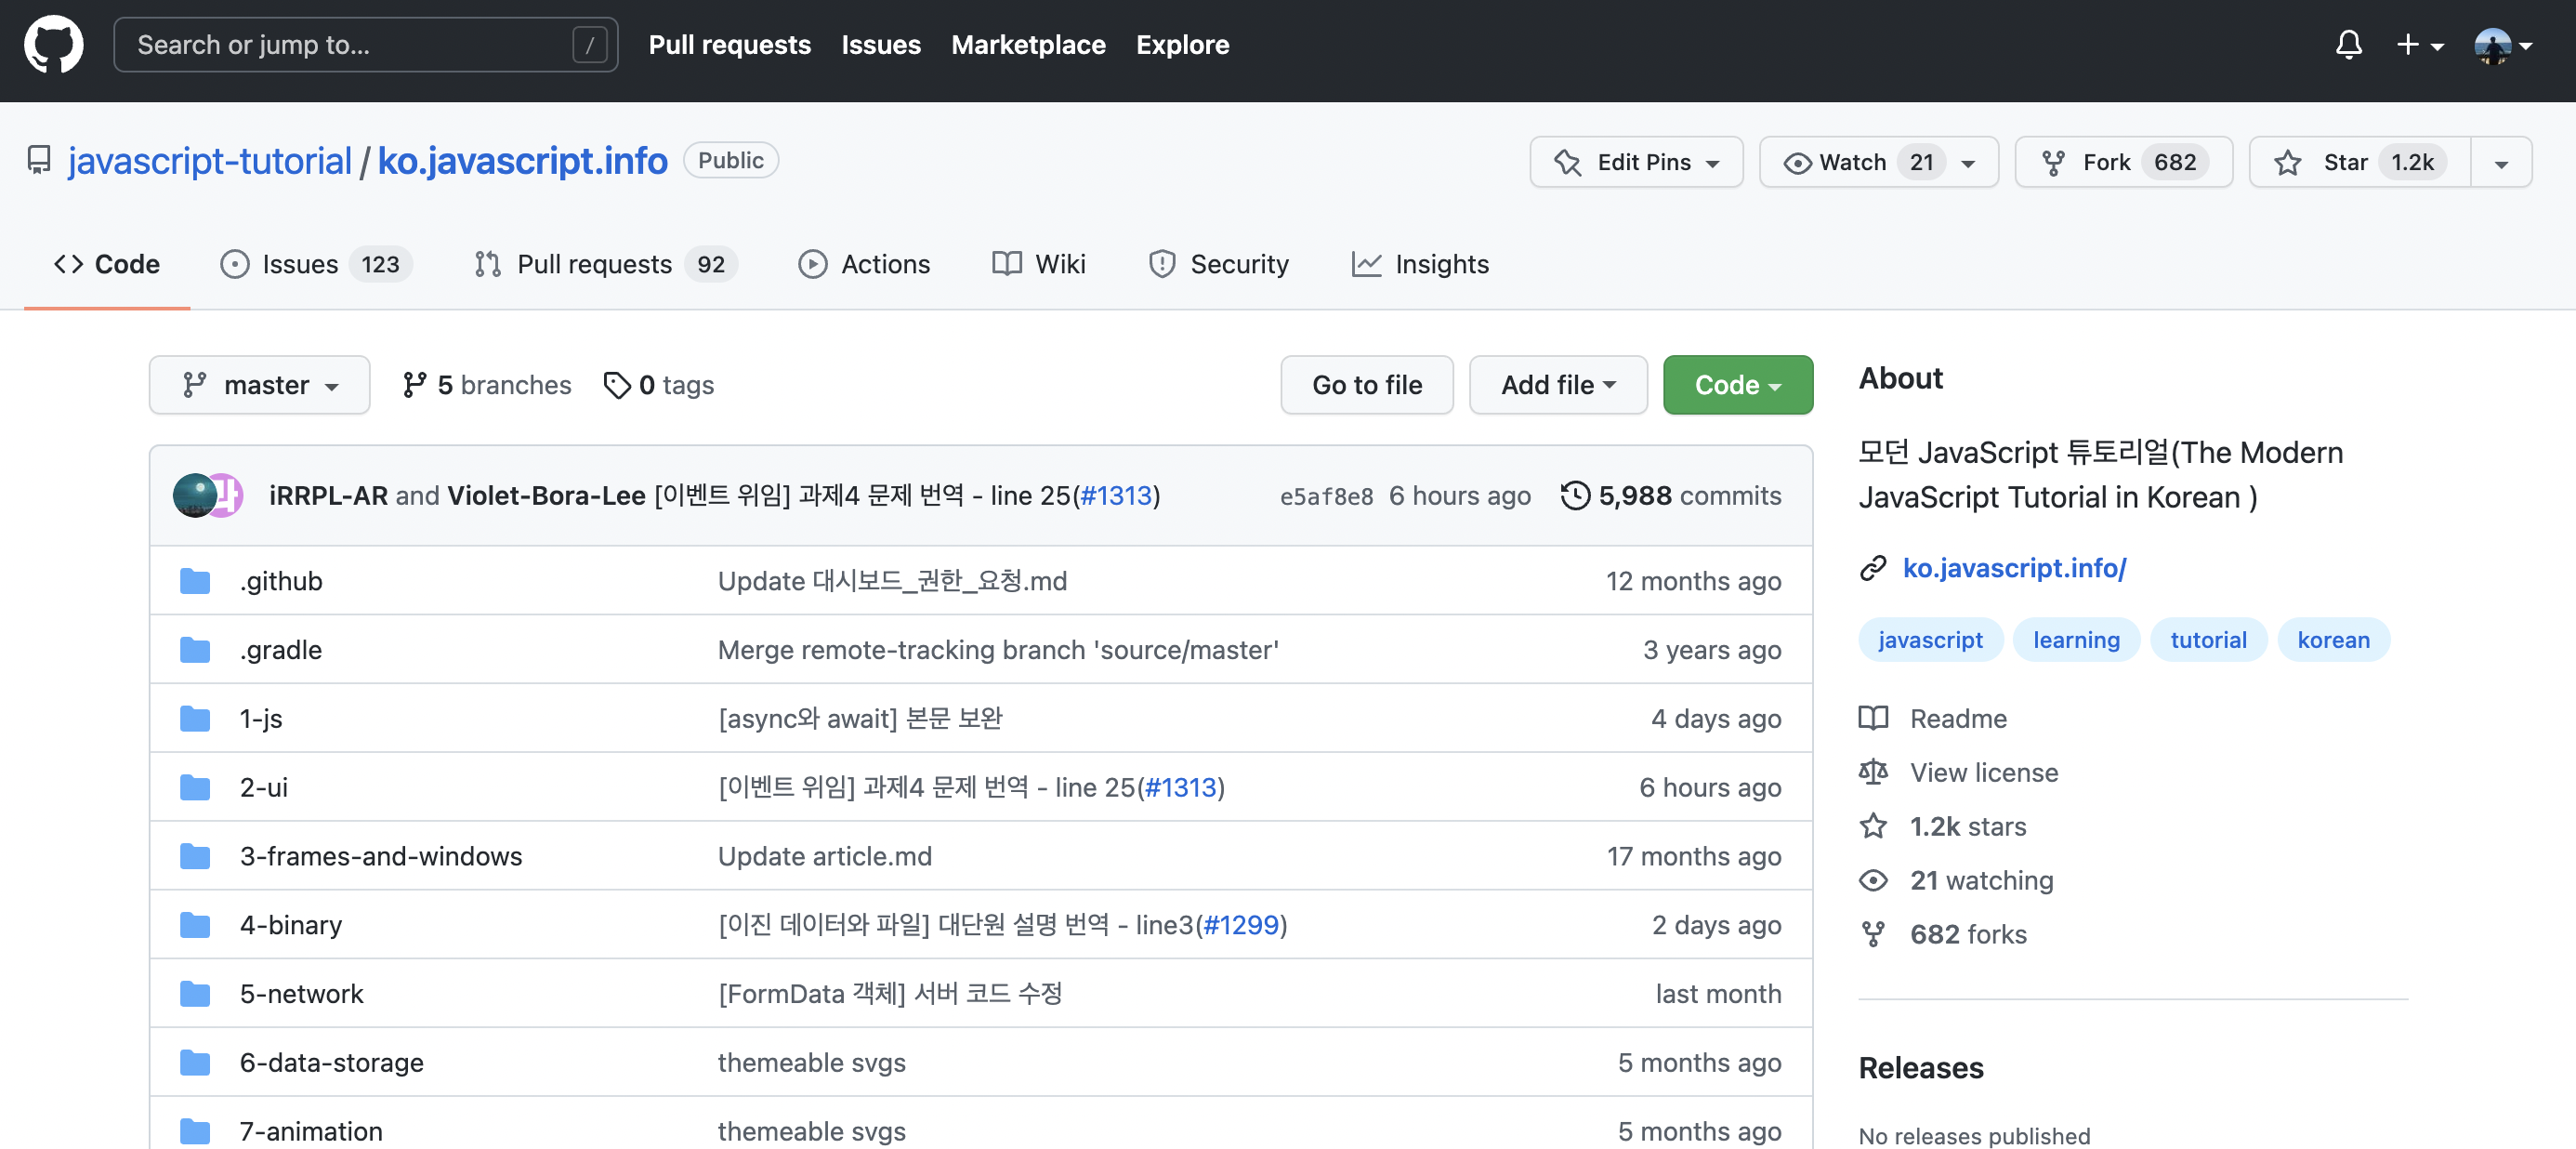 Search or jump to... /
Pull requests Issues Marketplace Explore
javascript-tutorial / ko.javascript.info Public
Edit Pins Watch 21 Fork 682 Star 1.2k
Code Issues 123 Pull requests 92 Actions Wiki Security Insights
master 5 branches 0 tags
Go to file Add file Code
iRRPL-AR and Violet-Bora-Lee [이벤트 위임] 과제4 문제 번역 - line 25(#1313) e5af8e8 6 hours ago 5,988 commits
.github Update 대시보드_권한_요청.md 12 months ago
.gradle Merge remote-tracking branch 'source/master' 3 years ago
1-js [async와 await] 본문 보완 4 days ago
2-ui [이벤트 위임] 과제4 문제 번역 - line 25(#1313) 6 hours ago
3-frames-and-windows Update article.md 17 months ago
4-binary [이진 데이터와 파일] 대단원 설명 번역 - line3(#1299) 2 days ago
5-network [FormData 객체] 서버 코드 수정 last month
6-data-storage themeable svgs 5 months ago
7-animation themeable svgs 5 months ago
About
모던 JavaScript 튜토리얼(The Modern
JavaScript Tutorial in Korean )
ko.javascript.info/
javascript learning tutorial korean
Readme
View license
1.2k stars
21 watching
682 forks
Releases
No releases published